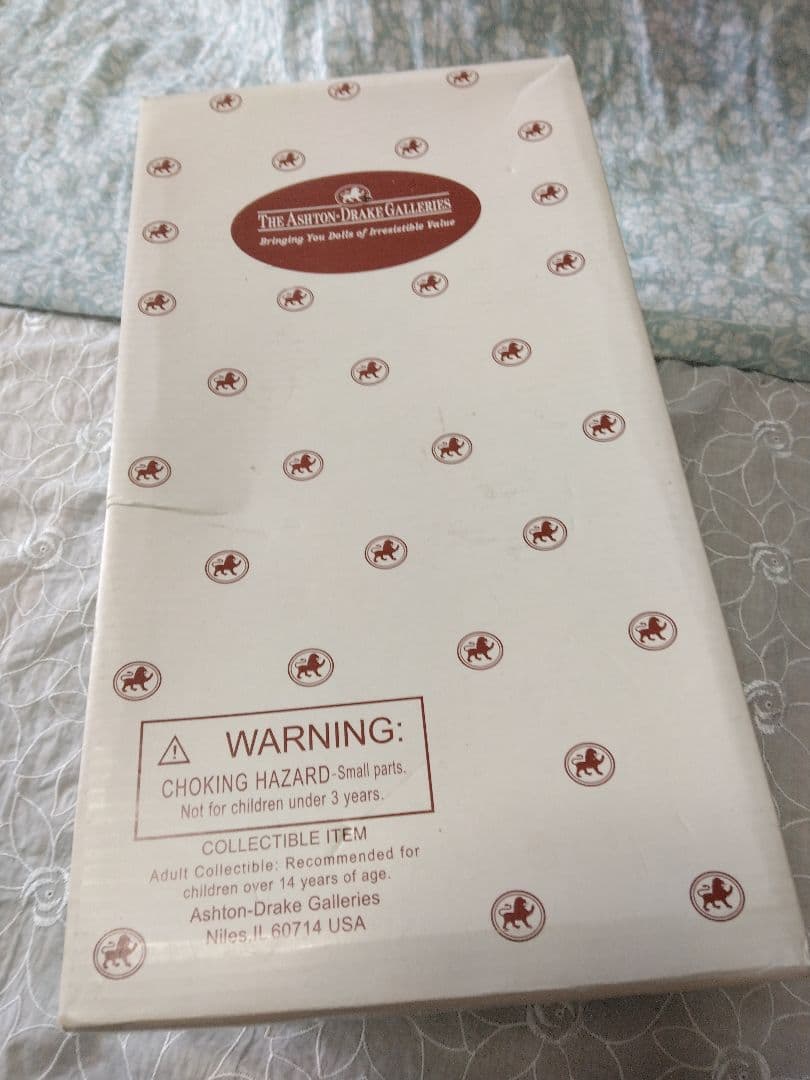 THE ASHTON-DRAKE GALLERIES
Bringing You Dolls of Irresistible Value
WARNING:
CHOKING HAZARD-Small parts.
Not for children under 3 years.
COLLECTIBLE ITEM
Adult Collectible: Recommended for
children over 14 years of age.
Ashton-Drake Galleries
Niles,IL 60714 USA